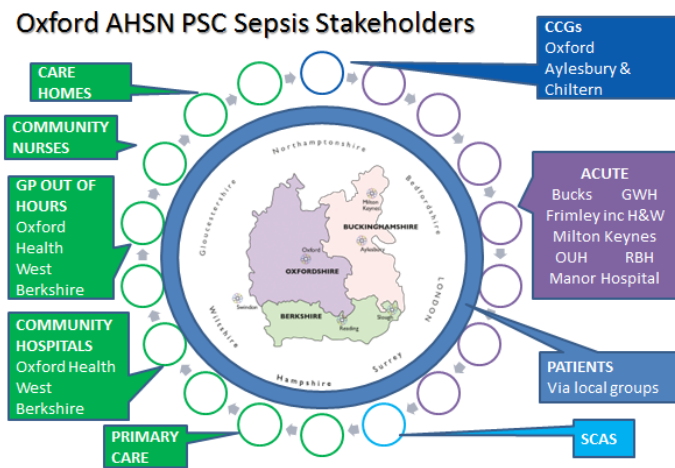 Oxford AHSN PSC Sepsis Stakeholders
CCGs
Oxford
Aylesbury &
Chiltern
CARE
HOMES
COMMUNITY
NURSES
GP OUT OF
HOURS
Oxford
Health
West
Berkshire
COMMUNITY
HOSPITALS
Oxford Health
West
Berkshire
PRIMARY
CARE
ACUTE
Bucks GWH
Frimley inc H&W
Milton Keynes
OUH RBH
Manor Hospital
PATIENTS
Via local groups
SCAS
Northamptonshire
Bedfordshire
Gloucestershire
Milton
Keynes
BUCKINGHAMSHIRE
Aylesbury
Oxford
OXFORDSHIRE
LONDON
Swindon
BERKSHIRE
Slough
Reading
Wiltshire
Surrey
Hampshire